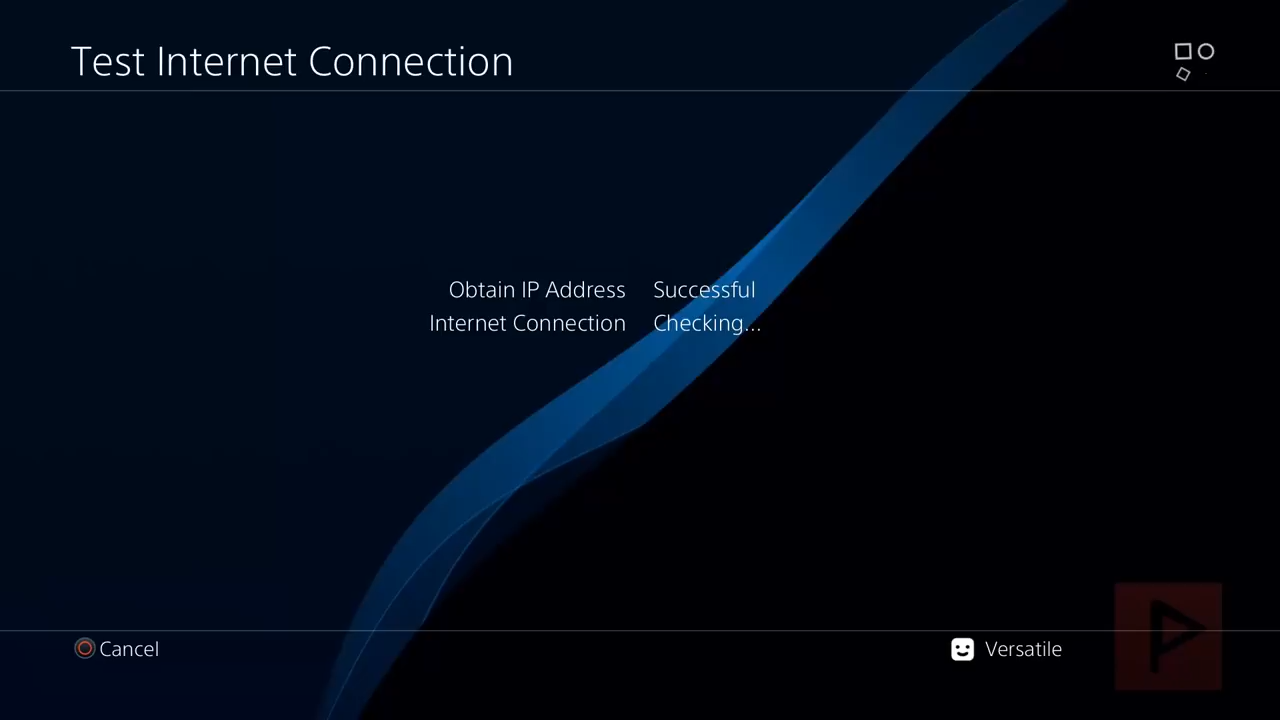 Test Internet Connection
Obtain IP Address Successful
Internet Connection Checking...
Cancel
Versatile